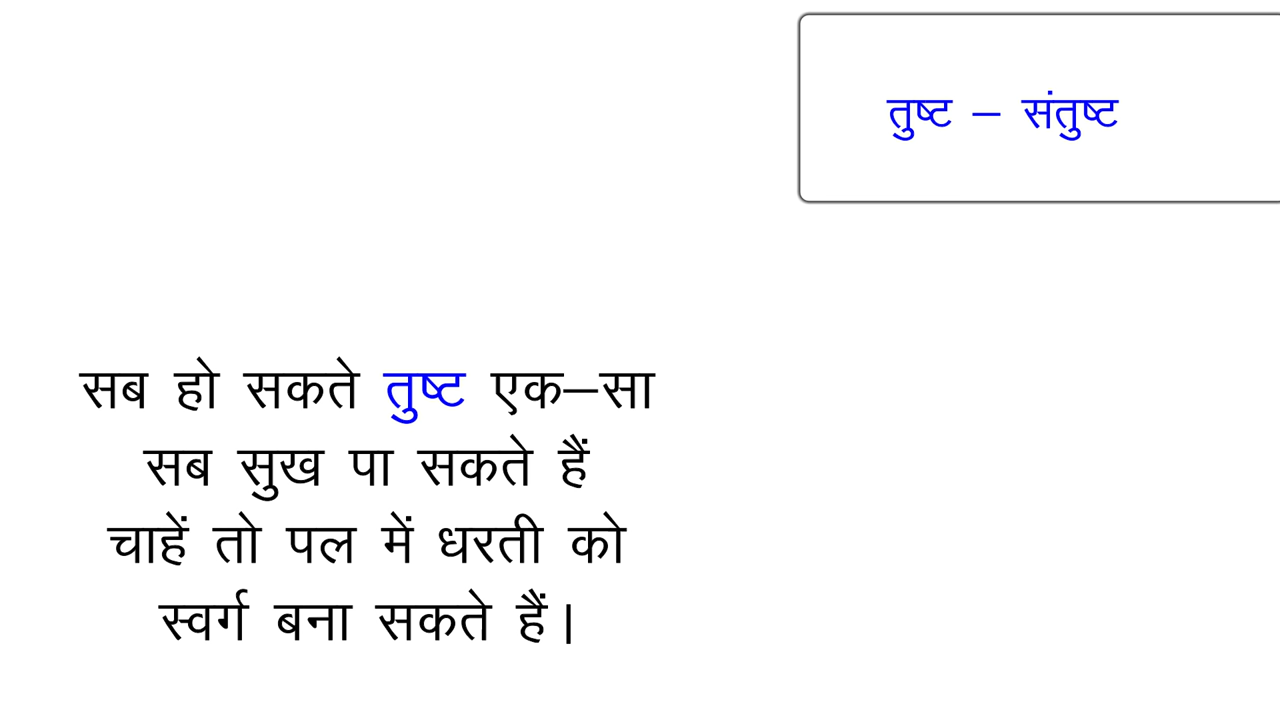 तुष्ट – संतुष्ट
सब हो सकते तुष्ट एक–सा
सब सुख पा सकते हैं
चाहें तो पल में धरती को
स्वर्ग बना सकते हैं।